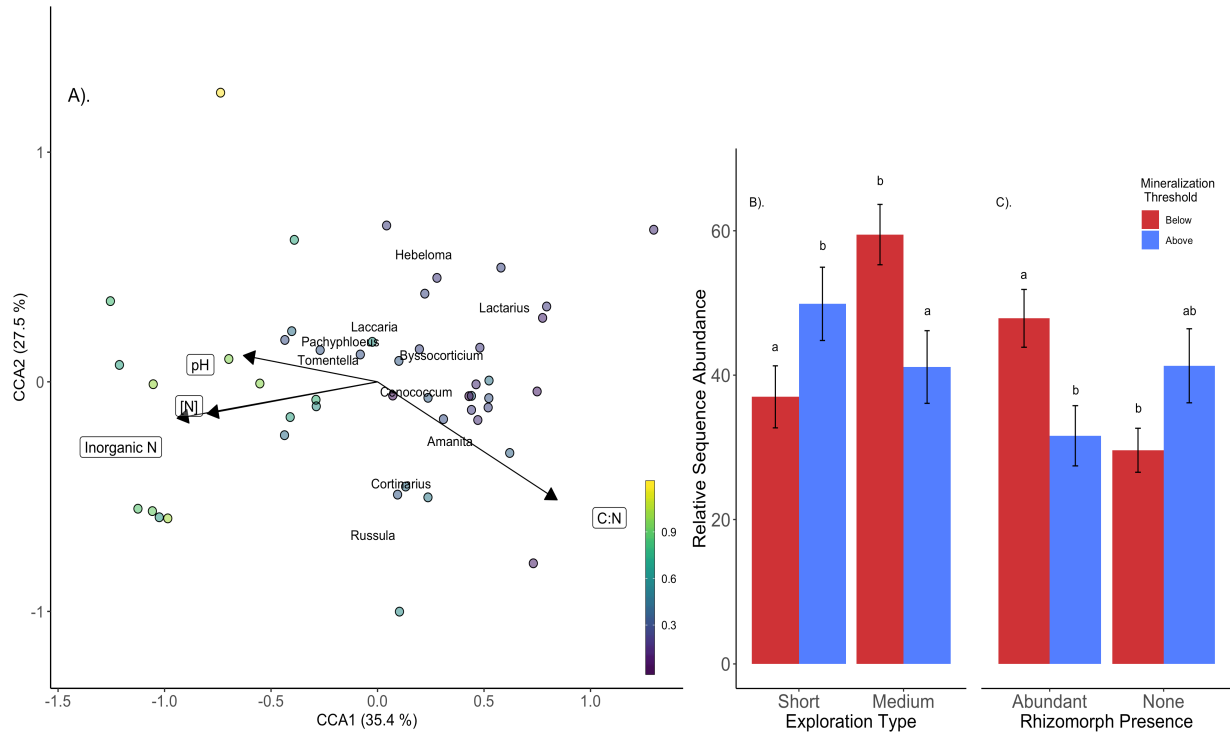 A).
1
0
-1
CCA2 (27.5 %)
Hebeloma
Lactarius
Laccaria
Pachyphloeus
Tomentella
Byssocorticium
pH
Cenococcum
[N]
Inorganic N
Amanita
Cortinarius
C:N
Russula
0.9
0.6
0.3
-1.5
-1.0
-0.5
0.0
0.5
1.0
CCA1 (35.4 %)
B).
60
40
20
0
Relative Sequence Abundance
a
b
b
a
Short
Medium
Exploration Type
C).
Mineralization
Threshold
Below
Above
a
b
b
ab
Abundant
None
Rhizomorph Presence